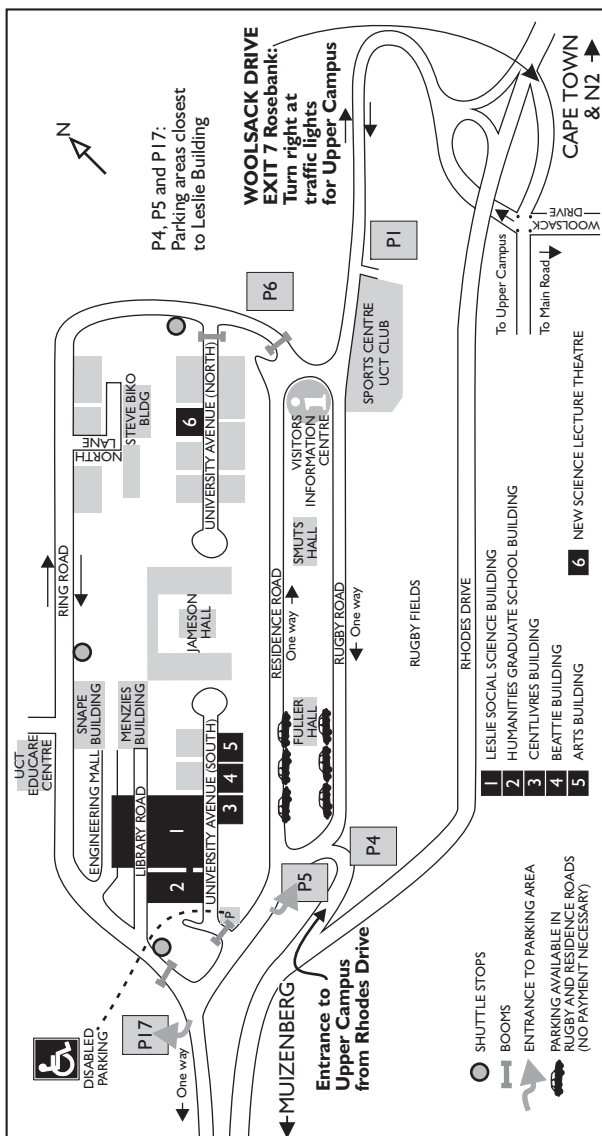 N
P4, P5 and P17:
Parking areas closest
to Leslie Building
WOOLSACK DRIVE
EXIT 7 Rosebank:
Turn right at
traffic lights
for Upper Campus
CAPE TOWN
& N2
UCT
EDUCARE
CENTRE
RING ROAD
SNAPE
BUILDING
ENGINEERING MALL
MENZIES
BUILDING
LIBRARY ROAD
NORTH
LANE
STEVE BIKO
BLDG
1
2
3
4
5
6
UNIVERSITY AVENUE (SOUTH)
UNIVERSITY AVENUE (NORTH)
JAMESON
HALL
P6
P
DISABLED
PARKING
P17
One way
RESIDENCE ROAD
One way
FULLER
HALL
SMUTS
HALL
VISITORS
INFORMATION
CENTRE
i
RUGBY ROAD
One way
P5
P4
P1
SPORTS CENTRE
UCT CLUB
RUGBY FIELDS
RHODES DRIVE
MUIZENBERG
Entrance to
Upper Campus
from Rhodes Drive
To Upper Campus
To Main Road
WOOLSACK
DRIVE
SHUTTLE STOPS
BOOMS
ENTRANCE TO PARKING AREA
PARKING AVAILABLE IN
RUGBY AND RESIDENCE ROADS
(NO PAYMENT NECESSARY)
1 LESLIE SOCIAL SCIENCE BUILDING
2 HUMANITIES GRADUATE SCHOOL BUILDING
3 CENTLIVRES BUILDING
4 BEATTIE BUILDING
5 ARTS BUILDING
6 NEW SCIENCE LECTURE THEATRE